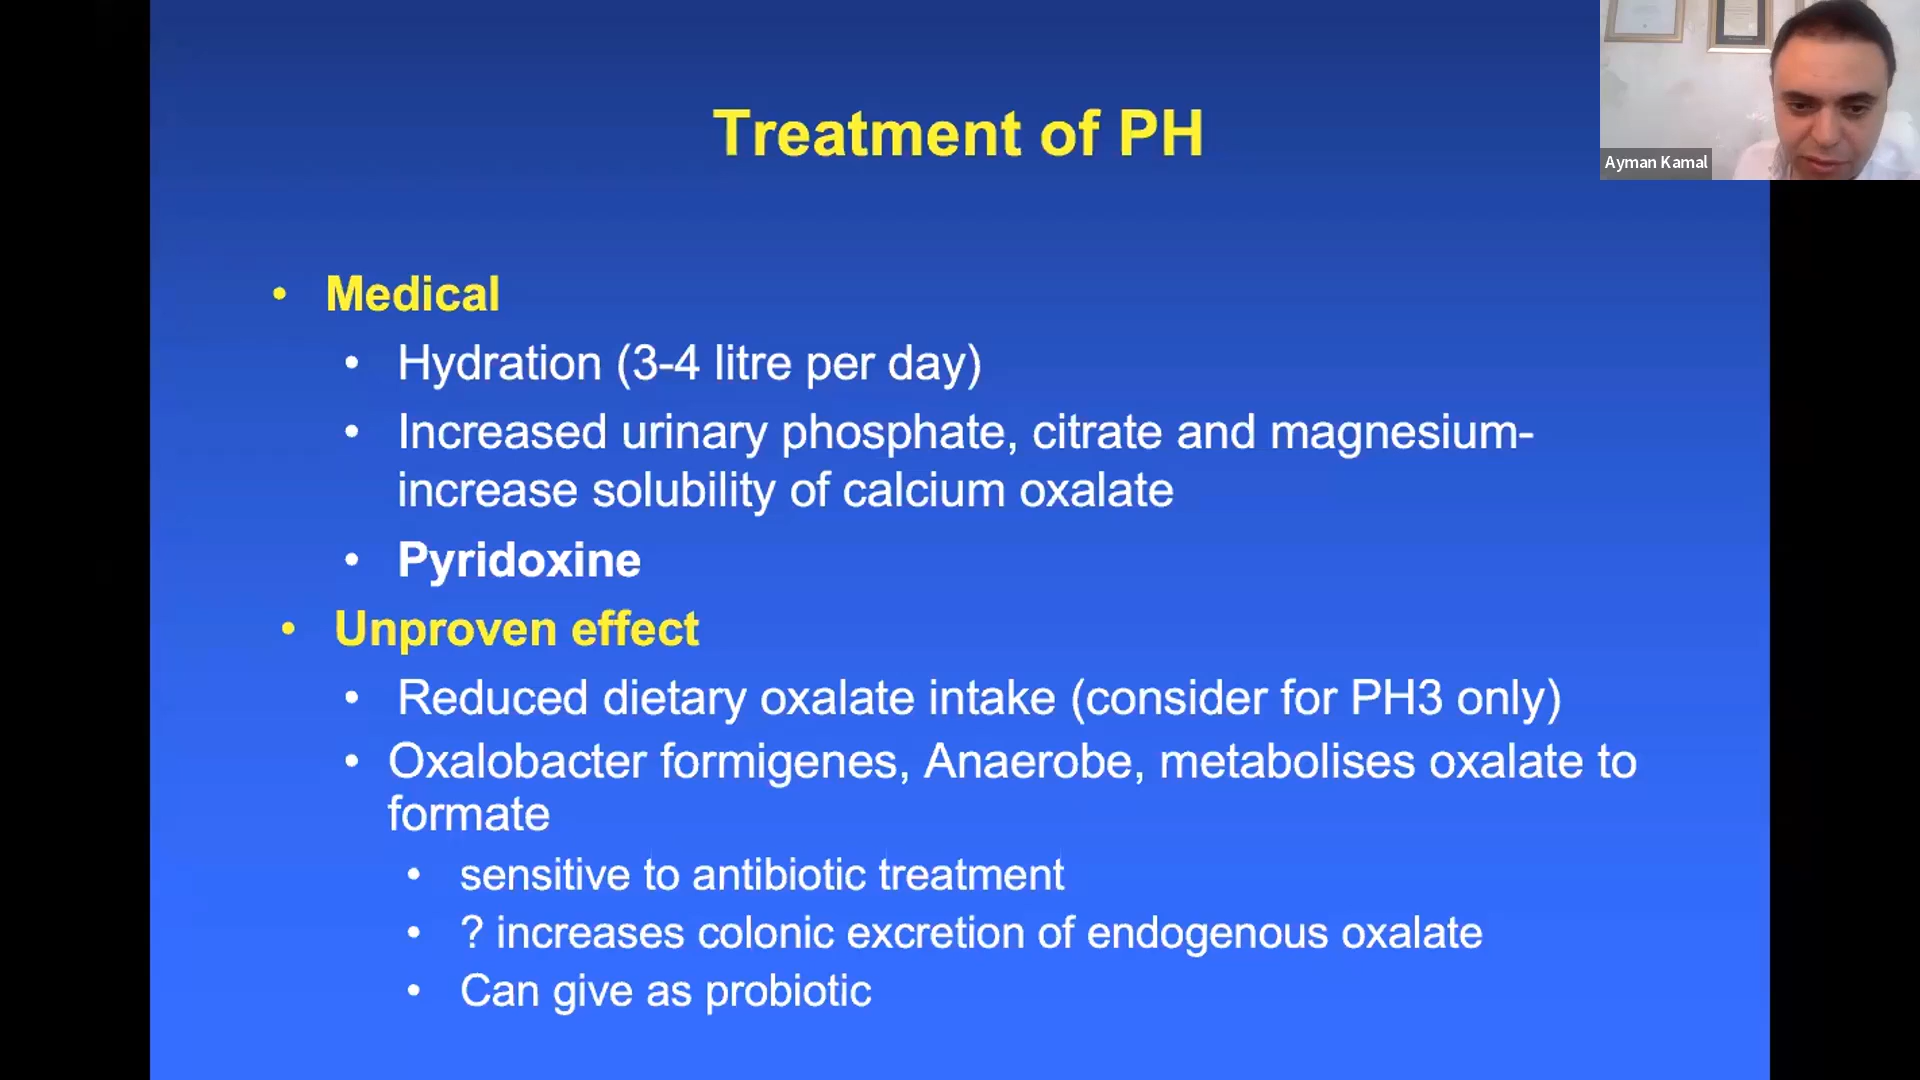 Treatment of PH
Ayman Kamal
• Medical
• Hydration (3-4 litre per day)
• Increased urinary phosphate, citrate and magnesium-
increase solubility of calcium oxalate
• Pyridoxine
• Unproven effect
• Reduced dietary oxalate intake (consider for PH3 only)
• Oxalobacter formigenes, Anaerobe, metabolises oxalate to
formate
• sensitive to antibiotic treatment
• ? increases colonic excretion of endogenous oxalate
• Can give as probiotic